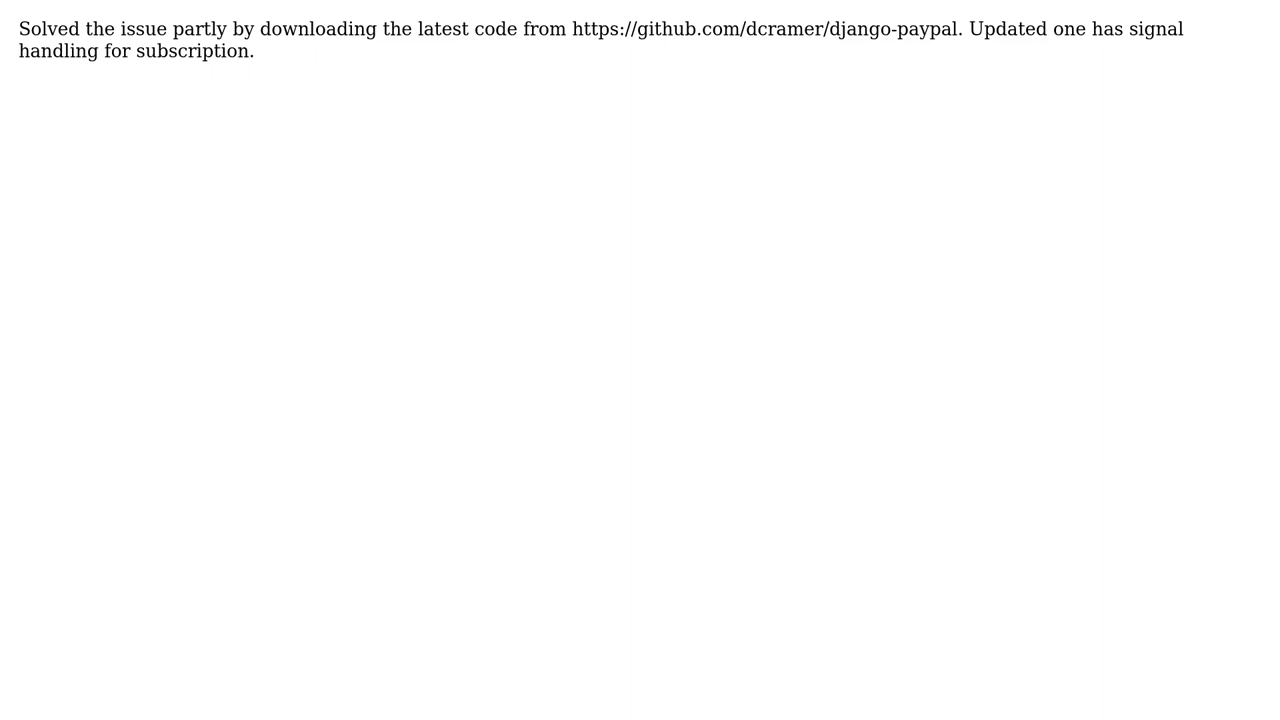 Solved the issue partly by downloading the latest code from https://github.com/dcramer/django-paypal. Updated one has signal
handling for subscription.